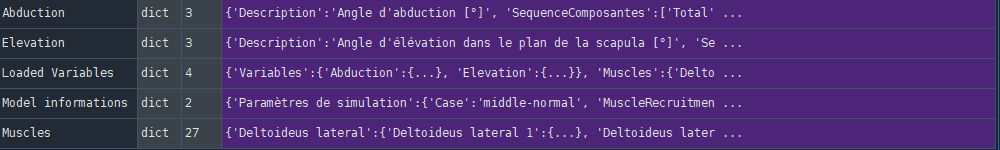 Abduction dict 3 {'Description':'Angle d'abduction [°]', 'SequenceComposantes':['Total' ...
Elevation dict 3 {'Description':'Angle d'élévation dans le plan de la scapula [°]', 'Se ...
Loaded Variables dict 4 {'Variables':{'Abduction':{...}, 'Elevation':{...}}, 'Muscles':{'Delto ...
Model informations dict 2 {'Paramètres de simulation':{'Case':'middle-normal', 'MuscleRecruitmen ...
Muscles dict 27 {'Deltoideus lateral':{'Deltoideus lateral 1':{...}, 'Deltoideus later ...